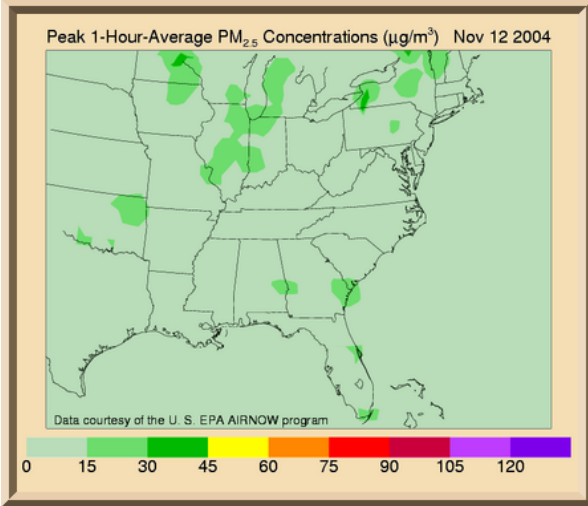 Peak 1-Hour-Average PM2.5 Concentrations (µg/m³) Nov 12 2004
Data courtesy of the U. S. EPA AIRNOW program
0 15 30 45 60 75 90 105 120